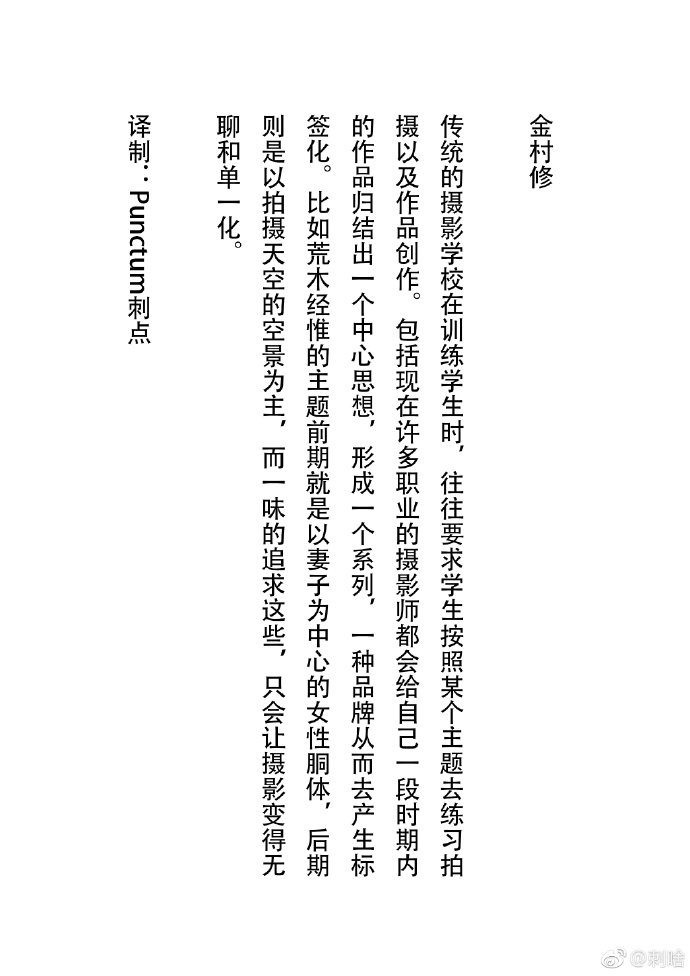 金村修
传统的摄影学校在训练学生时，往往要求学生按照某个主题去练习拍
摄以及作品创作。包括现在许多职业的摄影师都会给自己一段时期内
的作品归结出一个中心思想，形成一个系列，一种品牌从而去产生标
签化。比如荒木经惟的主题前期就是以妻子为中心的女性胴体，后期
则是以拍摄天空的空景为主，而一味的追求这些，只会让摄影变得无
聊和单一化。
译制：Punctum刺点
@刺啥